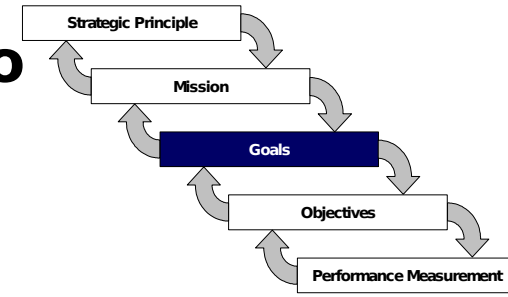 Strategic Principle
o
Mission
Goals
Objectives
Performance Measurement